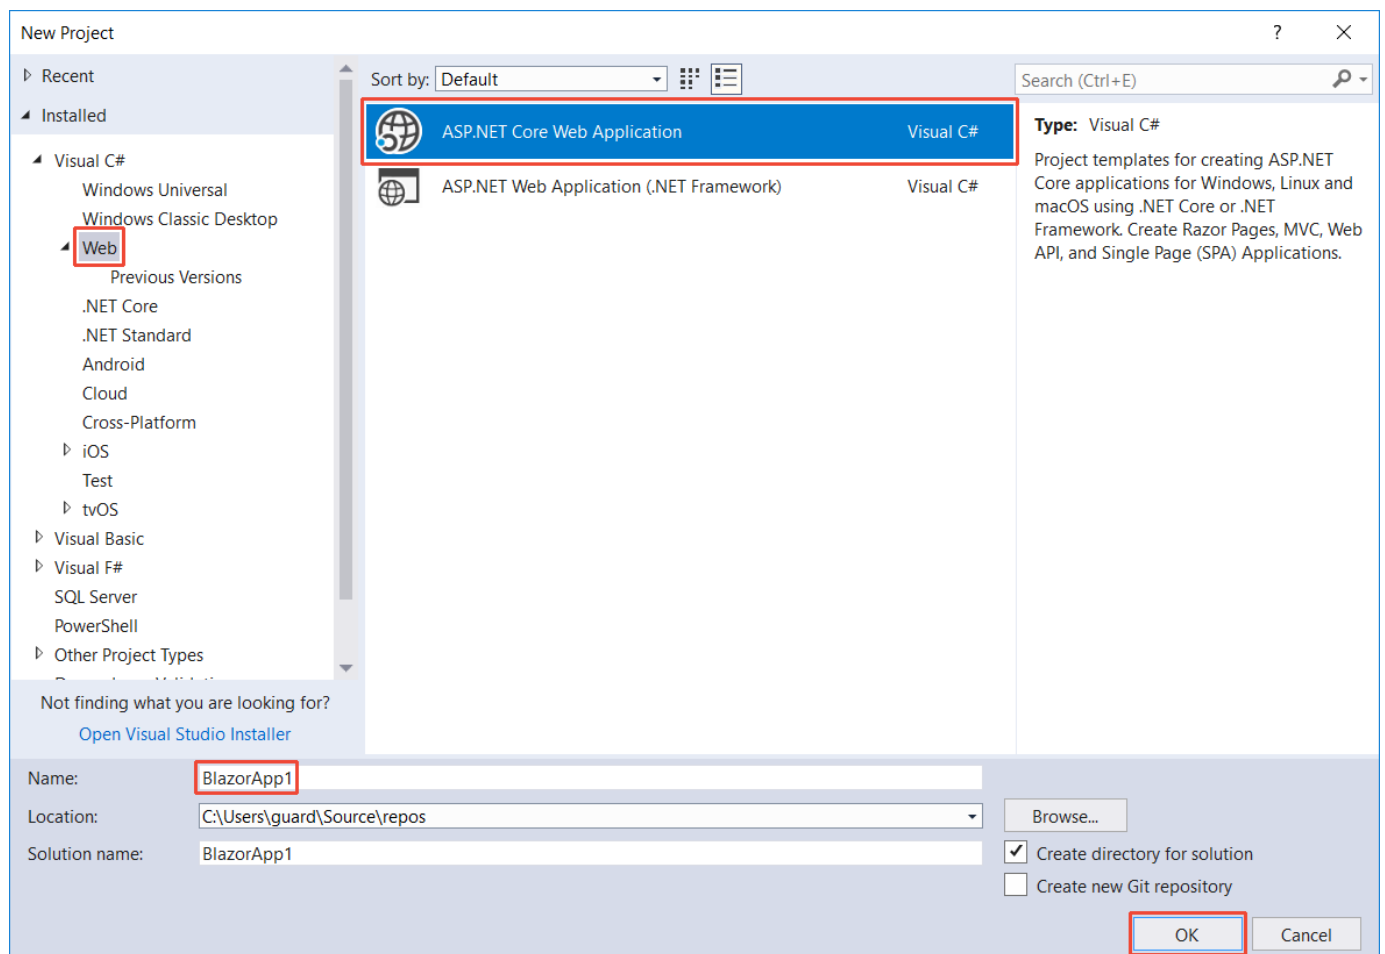 New Project
?
Recent
Installed
Visual C#
Windows Universal
Windows Classic Desktop
Web
Previous Versions
.NET Core
.NET Standard
Android
Cloud
Cross-Platform
iOS
Test
tvOS
Visual Basic
Visual F#
SQL Server
PowerShell
Other Project Types
Not finding what you are looking for?
Open Visual Studio Installer
Sort by: Default
ASP.NET Core Web Application Visual C#
ASP.NET Web Application (.NET Framework) Visual C#
Search (Ctrl+E)
Type: Visual C#
Project templates for creating ASP.NET
Core applications for Windows, Linux and
macOS using .NET Core or .NET
Framework. Create Razor Pages, MVC, Web
API, and Single Page (SPA) Applications.
Name: BlazorApp1
Location: C:\Users\guard\Source\repos
Browse...
Solution name: BlazorApp1
Create directory for solution
Create new Git repository
OK
Cancel